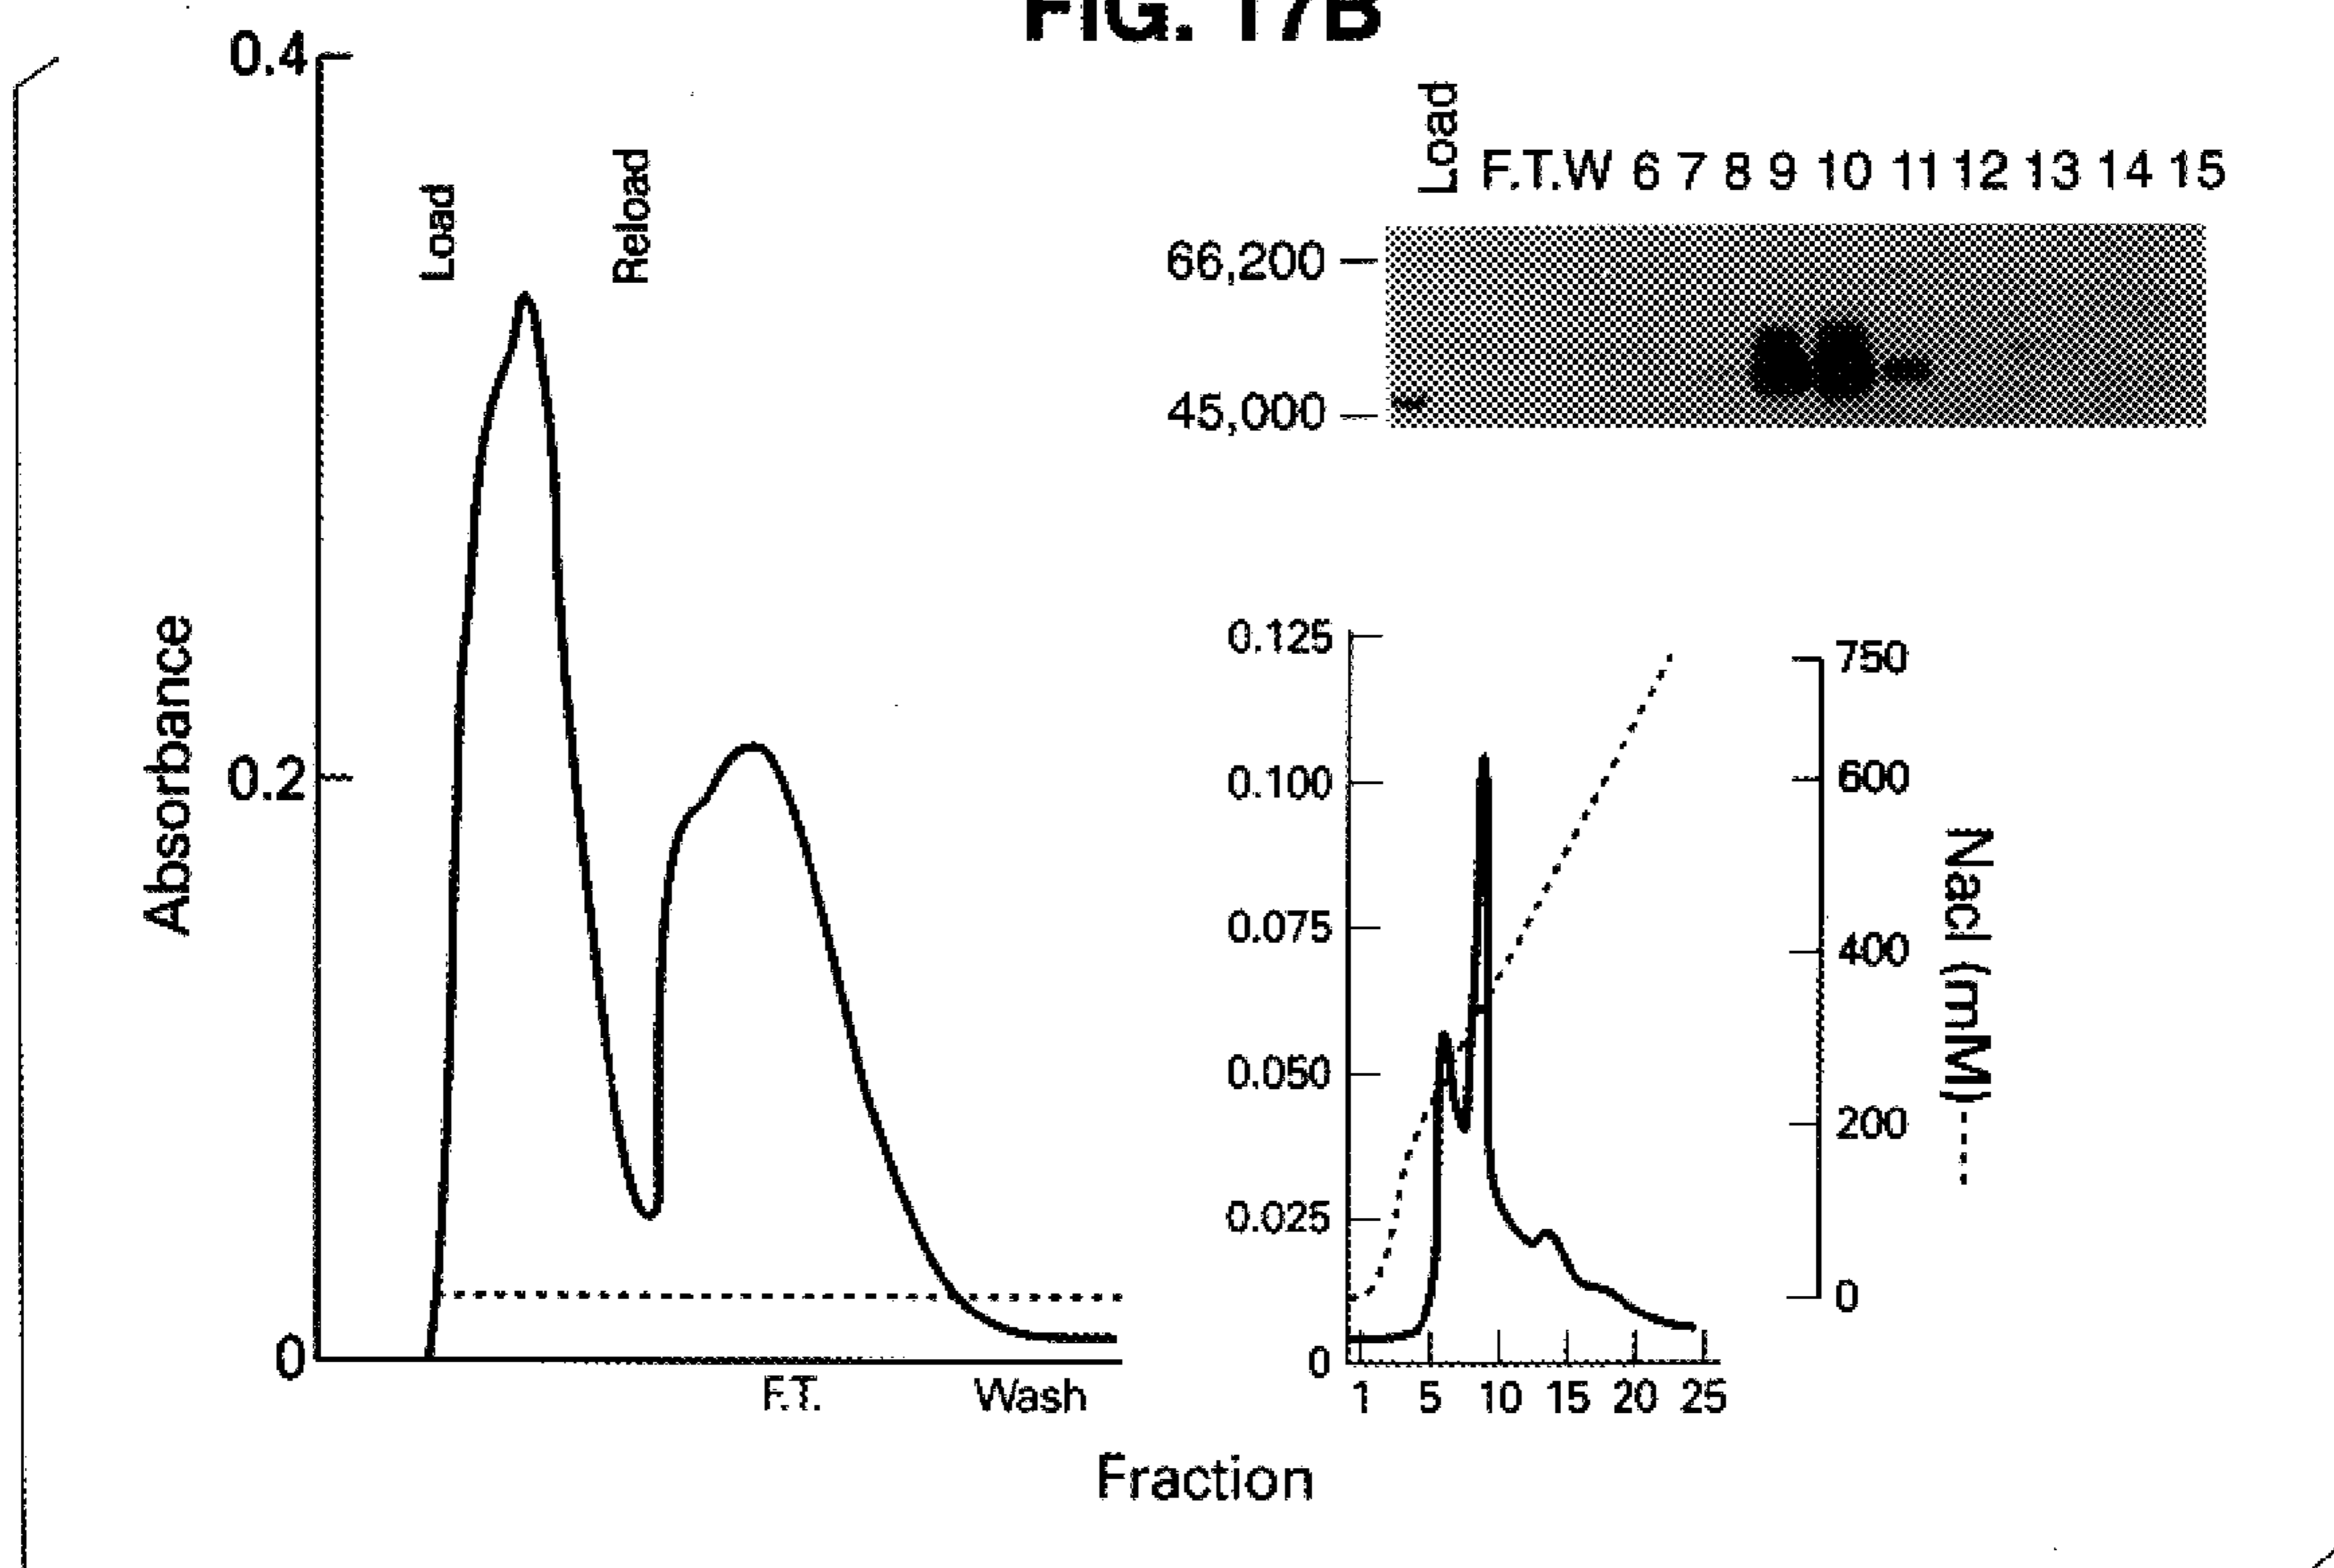 FIG. 17B
0.4
0.2
0
Absorbance
Load
Reload
F.T.
Wash
Load F.T. W 6 7 8 9 10 11 12 13 14 15
66,200
45,000
0.125
0.100
0.075
0.050
0.025
0
1 5 10 15 20 25
750
600
400
200
0
Nacl (mM)
Fraction